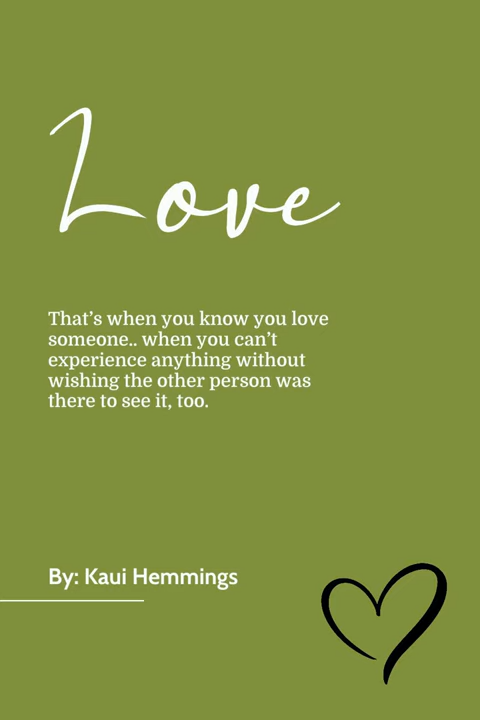 Love
That’s when you know you love
someone.. when you can’t
experience anything without
wishing the other person was
there to see it, too.
By: Kaui Hemmings